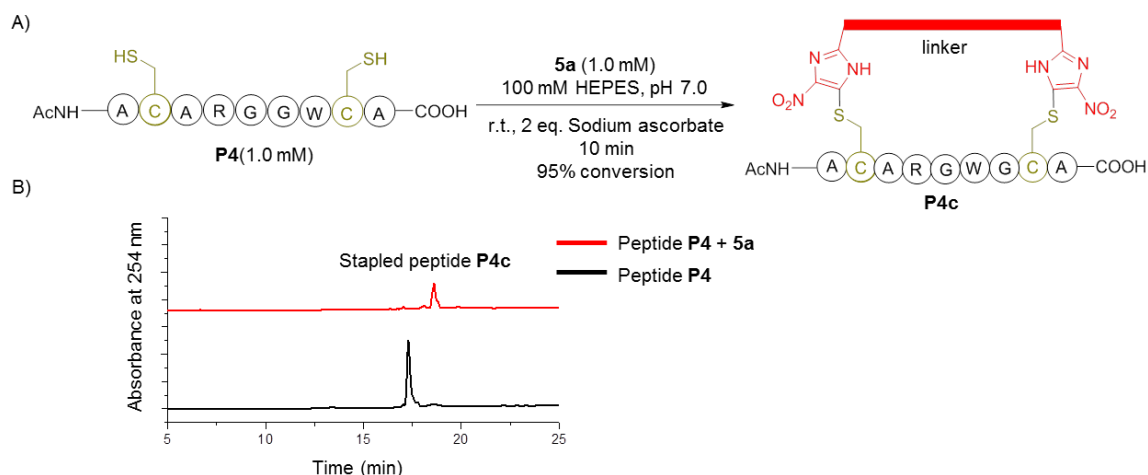 A)
HS
SH
AcNH A C A R G G W C A COOH
P4(1.0 mM)
5a (1.0 mM)
100 mM HEPES, pH 7.0
r.t., 2 eq. Sodium ascorbate
10 min
95% conversion
linker
N NH HN N
O2N S S NO2
AcNH A C A R G W G C A COOH
P4c
B)
Absorbance at 254 nm
Stapled peptide P4c
Peptide P4 + 5a
Peptide P4
5 10 15 20 25
Time (min)